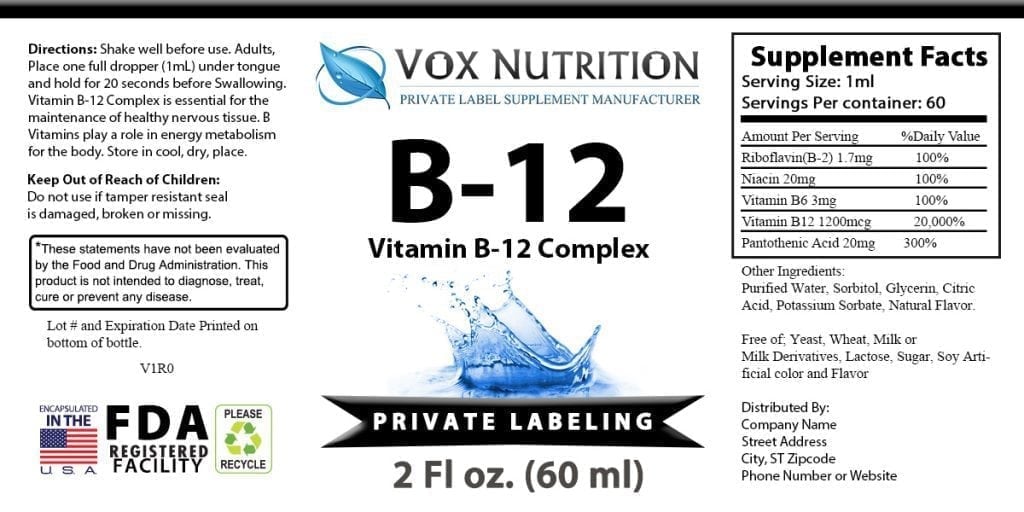 Directions: Shake well before use. Adults,
Place one full dropper (1mL) under tongue
and hold for 20 seconds before Swallowing.
Vitamin B-12 Complex is essential for the
maintenance of healthy nervous tissue. B
Vitamins play a role in energy metabolism
for the body. Store in cool, dry, place.
Keep Out of Reach of Children:
Do not use if tamper resistant seal
is damaged, broken or missing.
*These statements have not been evaluated
by the Food and Drug Administration. This
product is not intended to diagnose, treat,
cure or prevent any disease.
Lot # and Expiration Date Printed on
bottom of bottle.
V1R0
ENCAPSULATED
IN THE
U. S. A
FDA
REGISTERED
FACILITY
PLEASE
RECYCLE
VOX NUTRITION
PRIVATE LABEL SUPPLEMENT MANUFACTURER
B-12
Vitamin B-12 Complex
PRIVATE LABELING
2 Fl oz. (60 ml)
Supplement Facts
Serving Size: 1ml
Servings Per container: 60
Amount Per Serving %Daily Value
Riboflavin(B-2) 1.7mg 100%
Niacin 20mg 100%
Vitamin B6 3mg 100%
Vitamin B12 1200mcg 20,000%
Pantothenic Acid 20mg 300%
Other Ingredients:
Purified Water, Sorbitol, Glycerin, Citric
Acid, Potassium Sorbate, Natural Flavor.
Free of; Yeast, Wheat, Milk or
Milk Derivatives, Lactose, Sugar, Soy Arti-
ficial color and Flavor
Distributed By:
Company Name
Street Address
City, ST Zipcode
Phone Number or Website